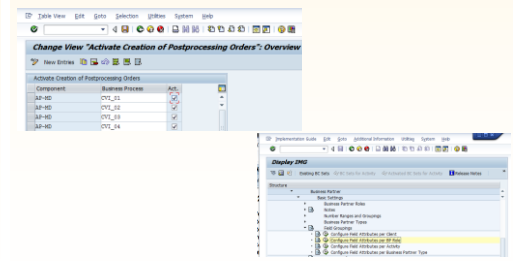 Table View Edit Goto Selection Utilities System Help
Change View "Activate Creation of Postprocessing Orders": Overview
New Entries
Activate Creation of Postprocessing Orders
Component Business Process Act.
AP-MD CVI_01
AP-MD CVI_02
AP-MD CVI_03
AP-MD CVI_04
Implementation Guide Edit Goto Additional Information Utilities System Help
Display IMG
Existing BC Sets BC Sets for Activity Activated BC Sets for Activity Release Notes
Structure
Business Partner
Basic Settings
Business Partner Roles
Notes
Number Ranges and Groupings
Business Partner Types
Field Groupings
Configure Field Attributes per Client
Configure Field Attributes per BP Role
Configure Field Attributes per Activity
Configure Field Attributes per Business Partner Type